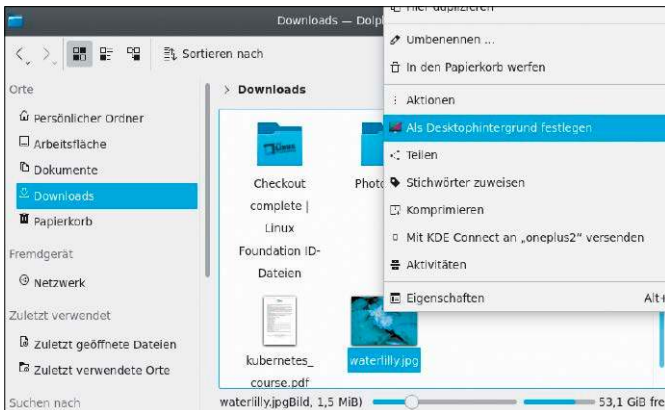 Downloads — Dolp
Sortieren nach
Orte
Persönlicher Ordner
Arbeitsfläche
Dokumente
Downloads
Papierkorb
Fremdgerät
Netzwerk
Zuletzt verwendet
Zuletzt geöffnete Dateien
Zuletzt verwendete Orte
Suchen nach
> Downloads
Checkout
complete |
Linux
Foundation ID-
Dateien
Photo
kubernetes_
course.pdf
waterlilly.jpg
waterlilly.jpgBild, 1,5 MiB)
53,1 GiB fre
Hier duplizieren
Umbenennen ...
In den Papierkorb werfen
Aktionen
Als Desktophintergrund festlegen
Teilen
Stichwörter zuweisen
Komprimieren
Mit KDE Connect an „oneplus2" versenden
Aktivitäten
Eigenschaften
Alt+